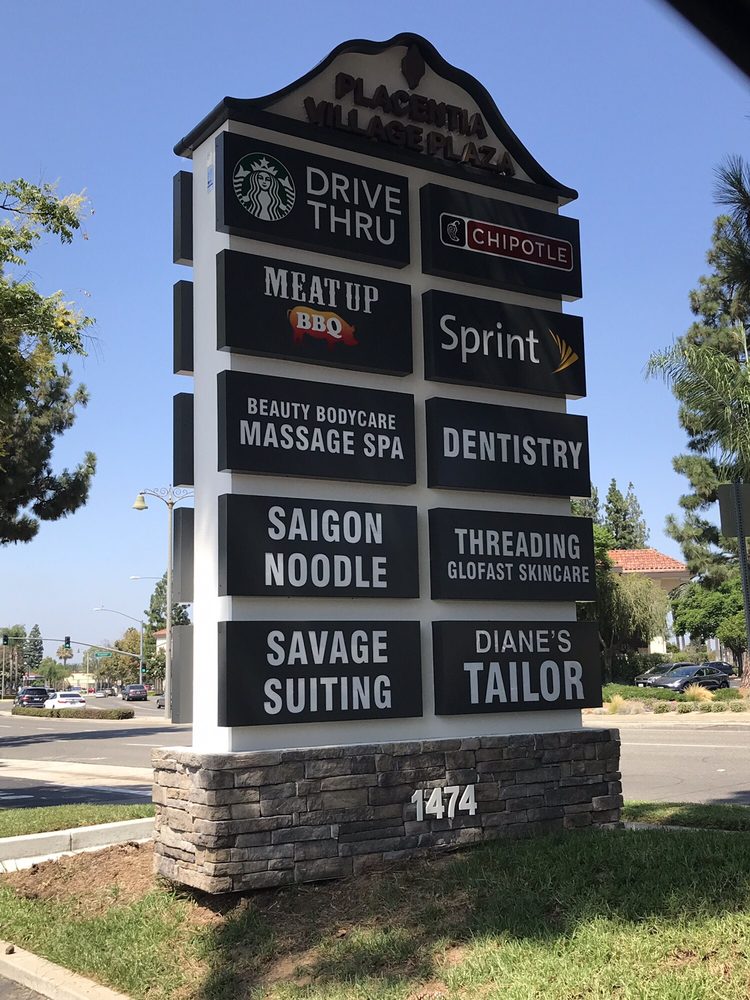 PLACENTIA
VILLAGE PLAZA
DRIVE
THRU
CHIPOTLE
MEAT UP
BBQ
Sprint
BEAUTY BODYCARE
MASSAGE SPA
DENTISTRY
SAIGON
NOODLE
THREADING
GLOFAST SKINCARE
SAVAGE
SUITING
DIANE'S
TAILOR
1474